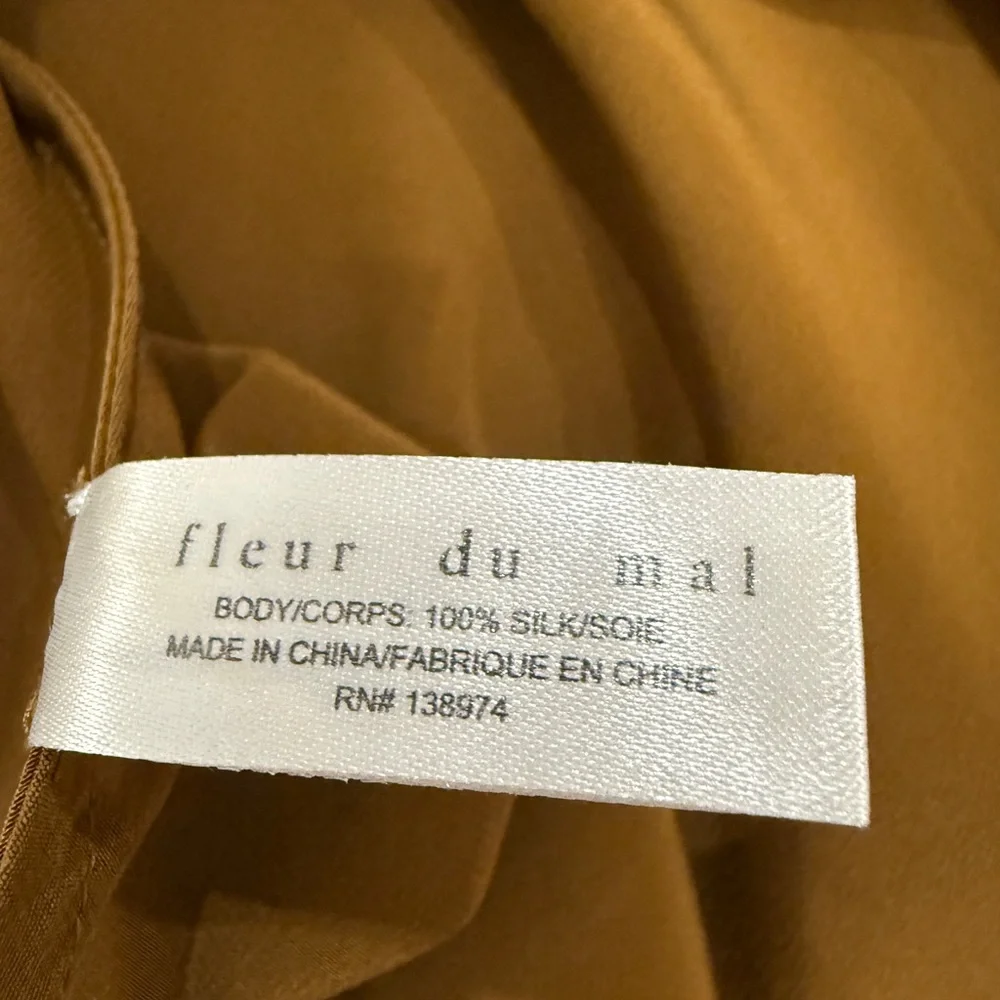 fleur du mal
BODY/CORPS: 100% SILK/SOIE
MADE IN CHINA/FABRIQUE EN CHINE
RN# 138974